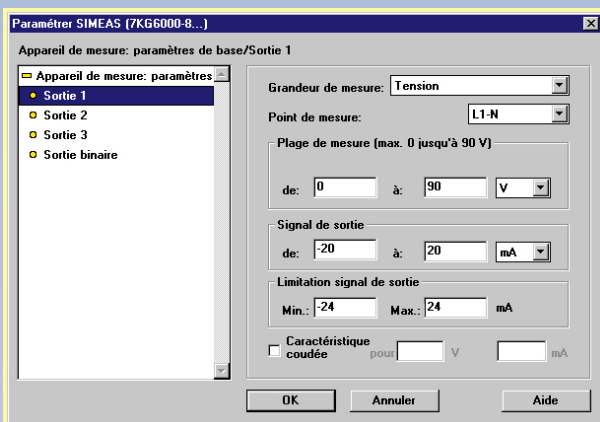 Paramétrer SIMEAS (7KG6000-8...)
Appareil de mesure: paramètres de base/Sortie 1
Appareil de mesure: paramètres
Sortie 1
Sortie 2
Sortie 3
Sortie binaire
Grandeur de mesure: Tension
Point de mesure: L1-N
Plage de mesure (max. 0 jusqu'à 90 V)
de: 0 à: 90 V
Signal de sortie
de: -20 à: 20 mA
Limitation signal de sortie
Min.: -24 Max.: 24 mA
Caractéristique
coudée pour V mA
OK Annuler Aide